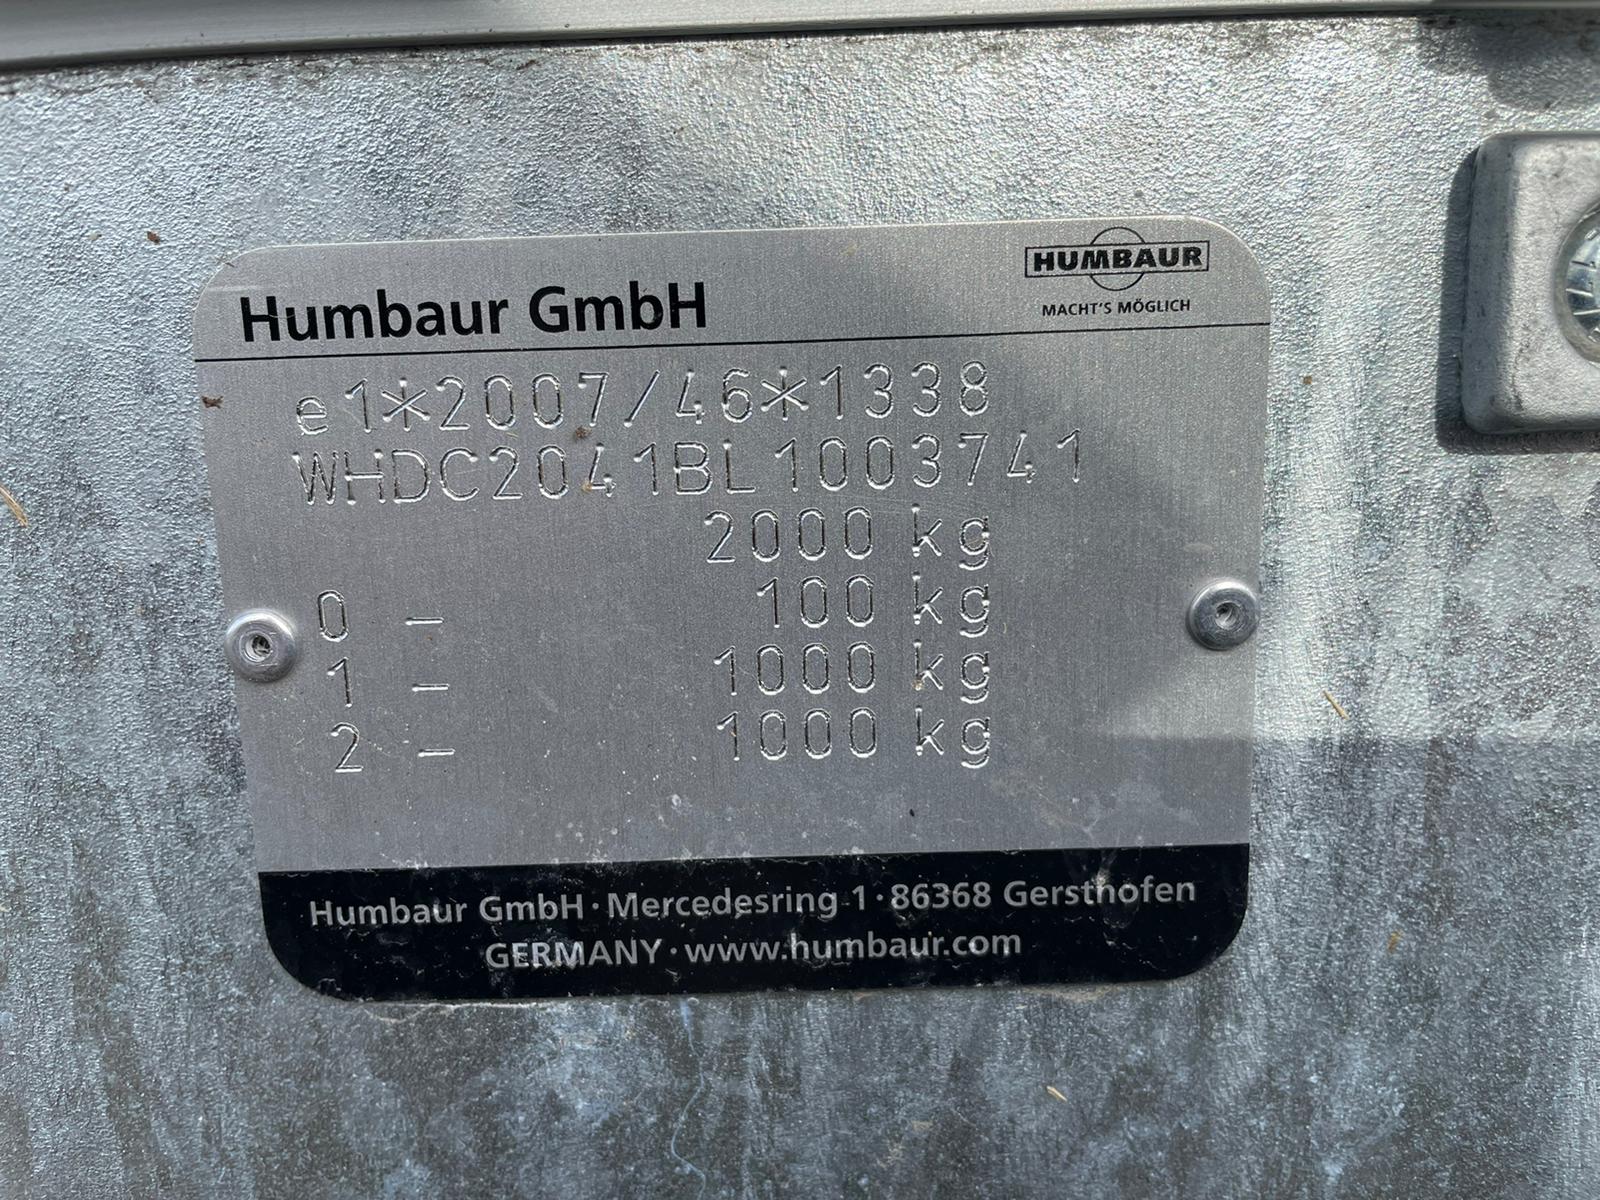 Humbaur GmbH
HUMBAUR
MACHT'S MÖGLICH
e1*2007/46*1338
WHDC2041BL1003741
2000 kg
0 - 100 kg
1 - 1000 kg
2 - 1000 kg
Humbaur GmbH · Mercedesring 1 · 86368 Gersthofen
GERMANY · www.humbaur.com